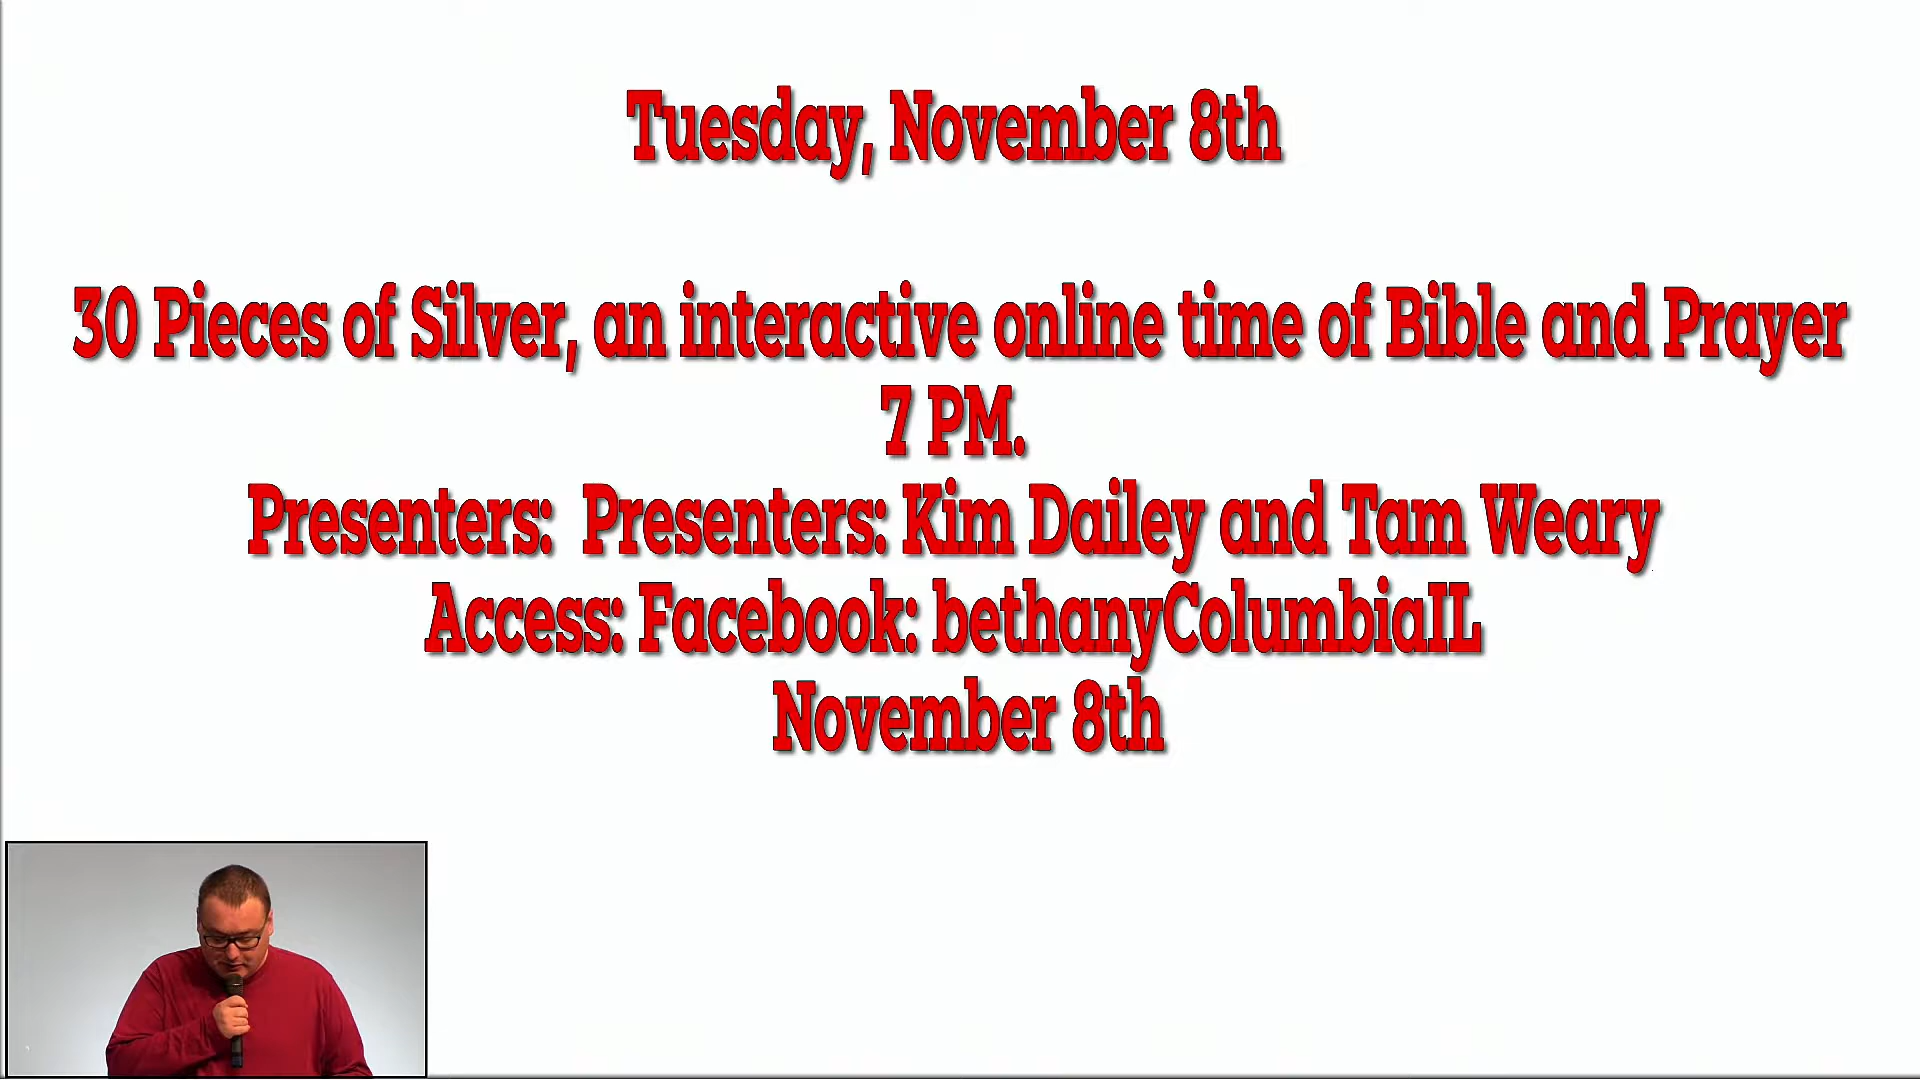 Tuesday, November 8th
30 Pieces of Silver, an interactive online time of Bible and Prayer
7 PM.
Presenters:  Presenters: Kim Dailey and Tam Weary
Access: Facebook: bethanyColumbiaIL
November 8th